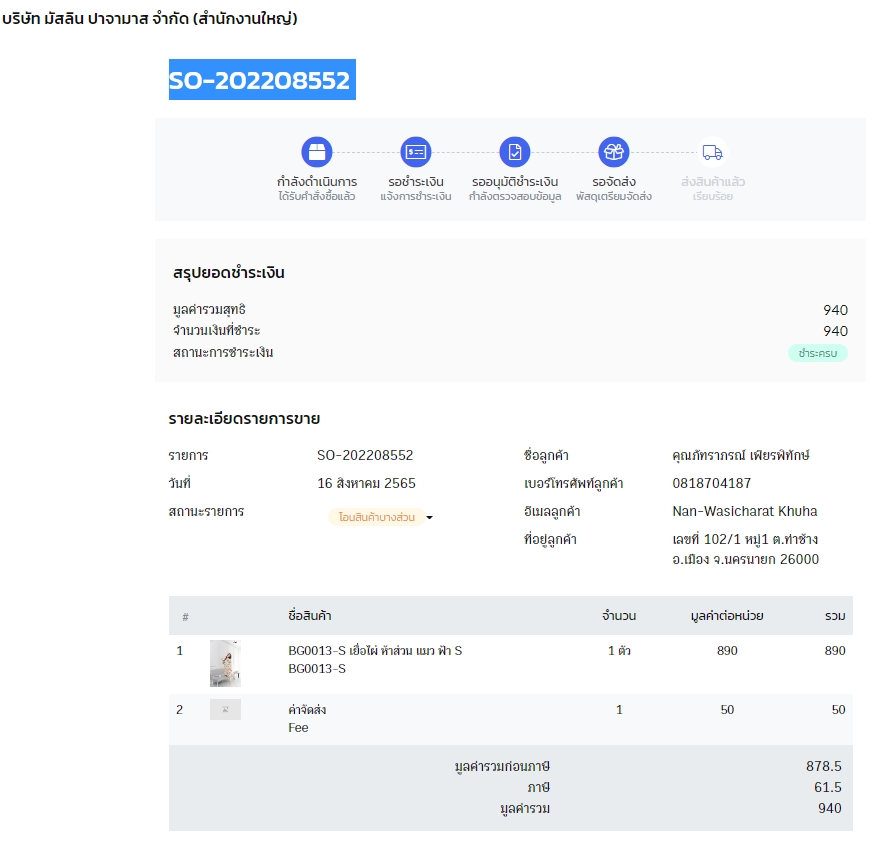 บริษัท มัสลิน ปาจามาส จำกัด (สำนักงานใหญ่)
SO-202208552
กำลังดำเนินการ รอชำระเงิน รออนุมัติชำระเงิน รอจัดส่ง ส่งสินค้าแล้ว
ได้รับคำสั่งซื้อแล้ว แจ้งการชำระเงิน กำลังตรวจสอบข้อมูล พัสดุเตรียมจัดส่ง เรียบร้อย
สรุปยอดชำระเงิน
มูลค่ารวมสุทธิ 940
จำนวนเงินที่ชำระ 940
สถานะการชำระเงิน ชำระครบ
รายละเอียดรายการขาย
รายการ SO-202208552 ชื่อลูกค้า คุณภัทราภรณ์ เพียรพิทักษ์
วันที่ 16 สิงหาคม 2565 เบอร์โทรศัพท์ลูกค้า 0818704187
สถานะรายการ โอนสินค้าบางส่วน อีเมลลูกค้า Nan-Wasicharat Khuha
ที่อยู่ลูกค้า เลขที่ 102/1 หมู่1 ต.ท่าช้าง
อ.เมือง จ.นครนายก 26000
# ชื่อสินค้า จำนวน มูลค่าต่อหน่วย รวม
1 BG0013-S เยื่อไผ่ ห้าส่วน แมว ฟ้า S 1 ตัว 890 890
BG0013-S
2 ค่าจัดส่ง 1 50 50
Fee
มูลค่ารวมก่อนภาษี 878.5
ภาษี 61.5
มูลค่ารวม 940